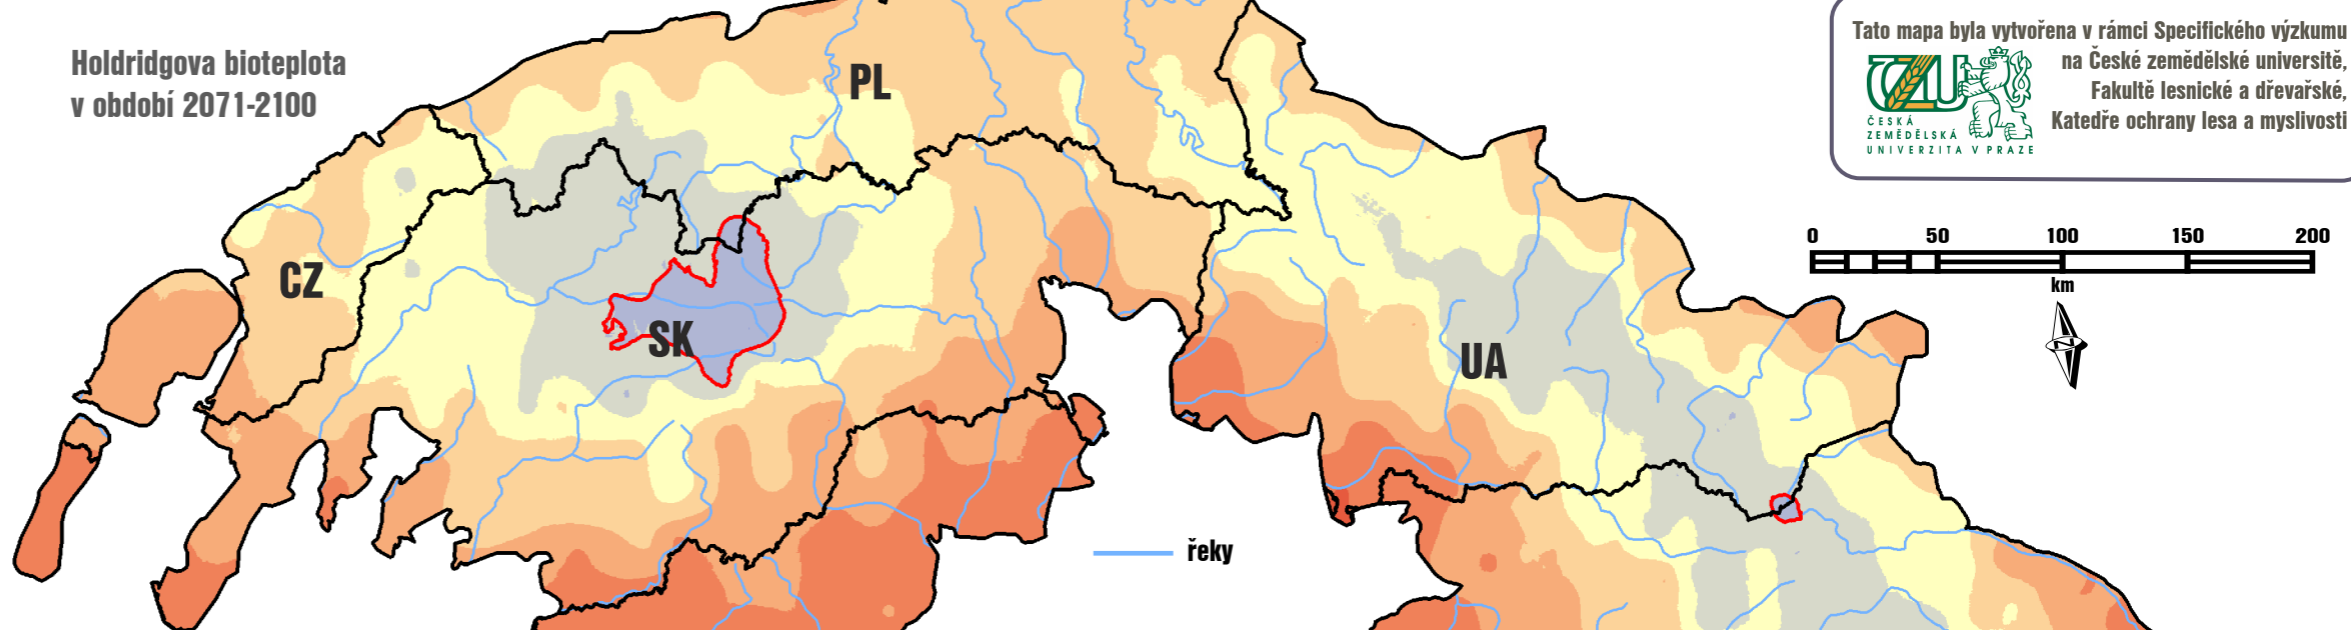 Holdridgova bioteplota
v období 2071-2100
Tato mapa byla vytvořena v rámci Specifického výzkumu
na České zemědělské universitě,
Fakultě lesnické a dřevařské,
Katedře ochrany lesa a myslivosti
ČZU
ČESKÁ
ZEMĚDĚLSKÁ
UNIVERZITA V PRAZE
PL
CZ
SK
UA
0 50 100 150 200
km
N
řeky